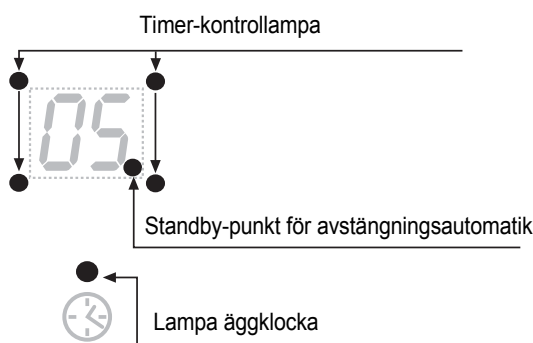 Timer-kontrollampa
05.
Standby-punkt för avstängningsautomatik
Lampa äggklocka